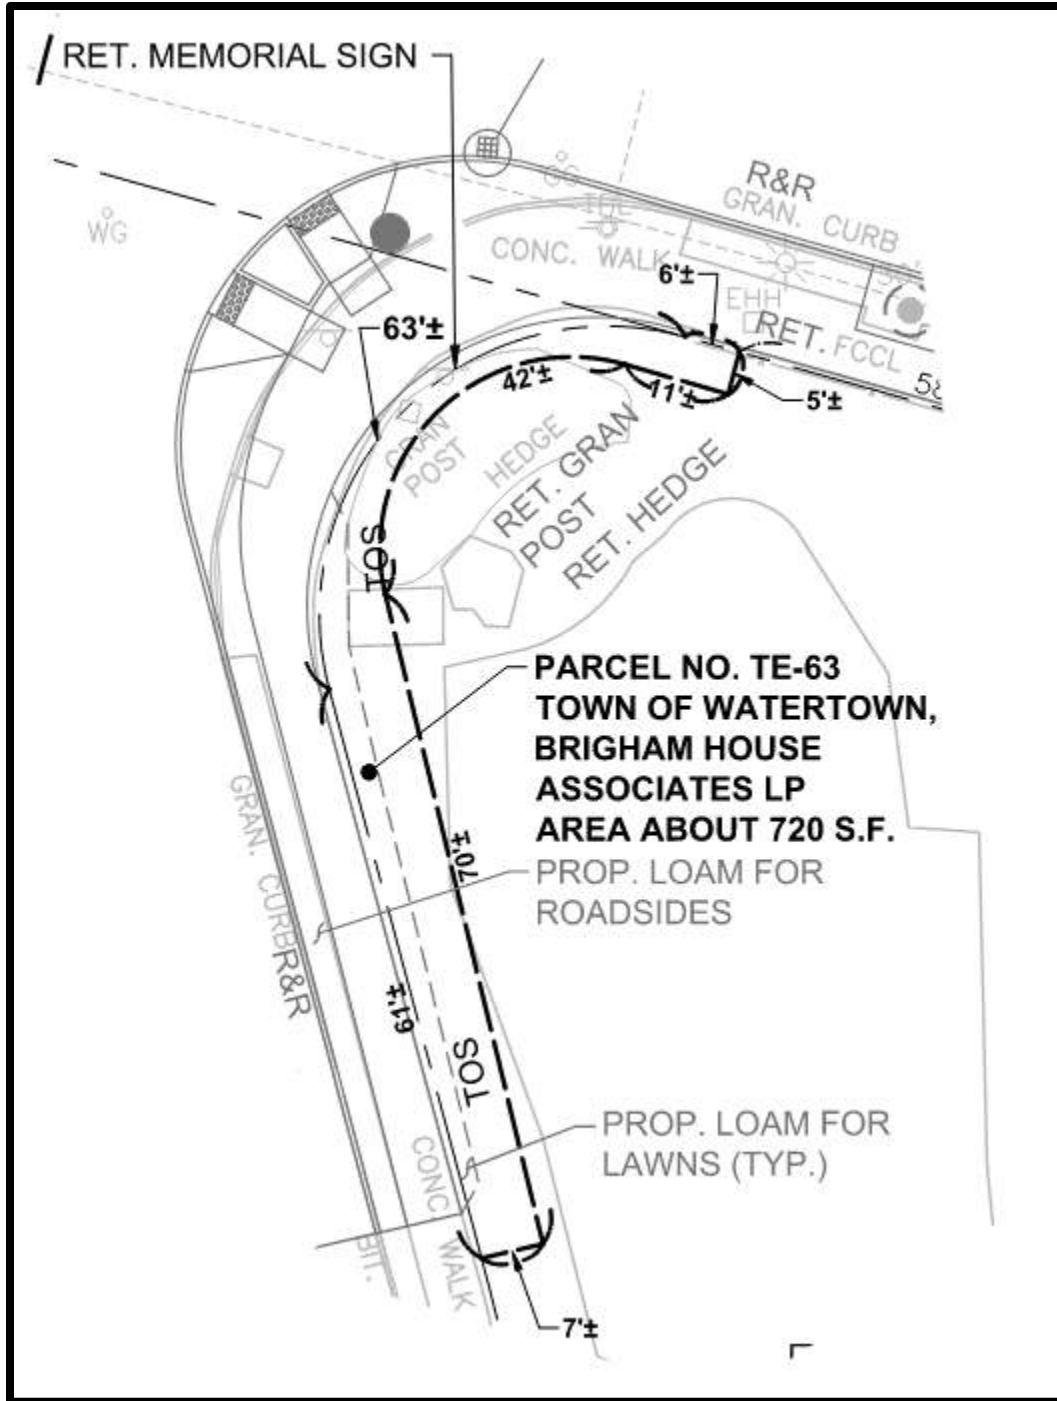 RET. MEMORIAL SIGN
R&R
GRAN. CURB
WG
CONC. WALK
6'±
EHH
RET. FCCL
58
63'±
42'±
11'±
5'±
GRAN
POST
HEDGE
RET. GRAN
POST
RET. HEDGE
TOS
PARCEL NO. TE-63
TOWN OF WATERTOWN,
BRIGHAM HOUSE
ASSOCIATES LP
AREA ABOUT 720 S.F.
PROP. LOAM FOR
ROADSIDES
GRAN. CURB
R&R
70'±
61'±
TOS
PROP. LOAM FOR
LAWNS (TYP.)
CONC. WALK
BIT.
7'±